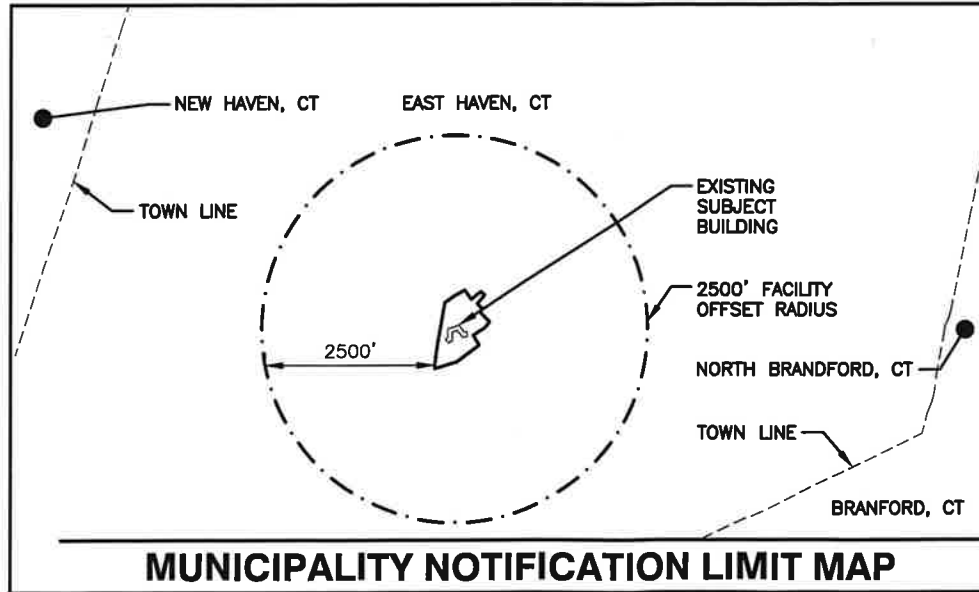 NEW HAVEN, CT
EAST HAVEN, CT
TOWN LINE
EXISTING
SUBJECT
BUILDING
2500' FACILITY
OFFSET RADIUS
2500'
NORTH BRANDFORD, CT
TOWN LINE
BRANFORD, CT
MUNICIPALITY NOTIFICATION LIMIT MAP